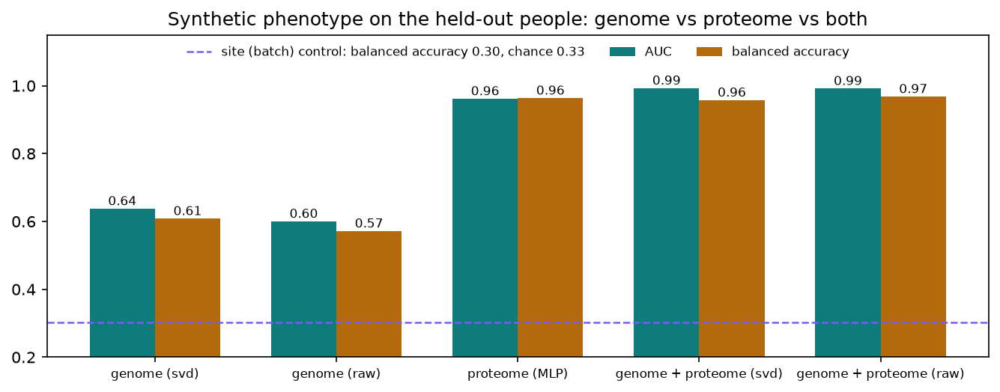 Synthetic phenotype on the held-out people: genome vs proteome vs both
site (batch) control: balanced accuracy 0.30, chance 0.33
AUC
balanced accuracy
1.0
0.8
0.6
0.4
0.2
0.64
0.61
0.60
0.57
0.96
0.96
0.99
0.96
0.99
0.97
genome (svd)
genome (raw)
proteome (MLP)
genome + proteome (svd)
genome + proteome (raw)